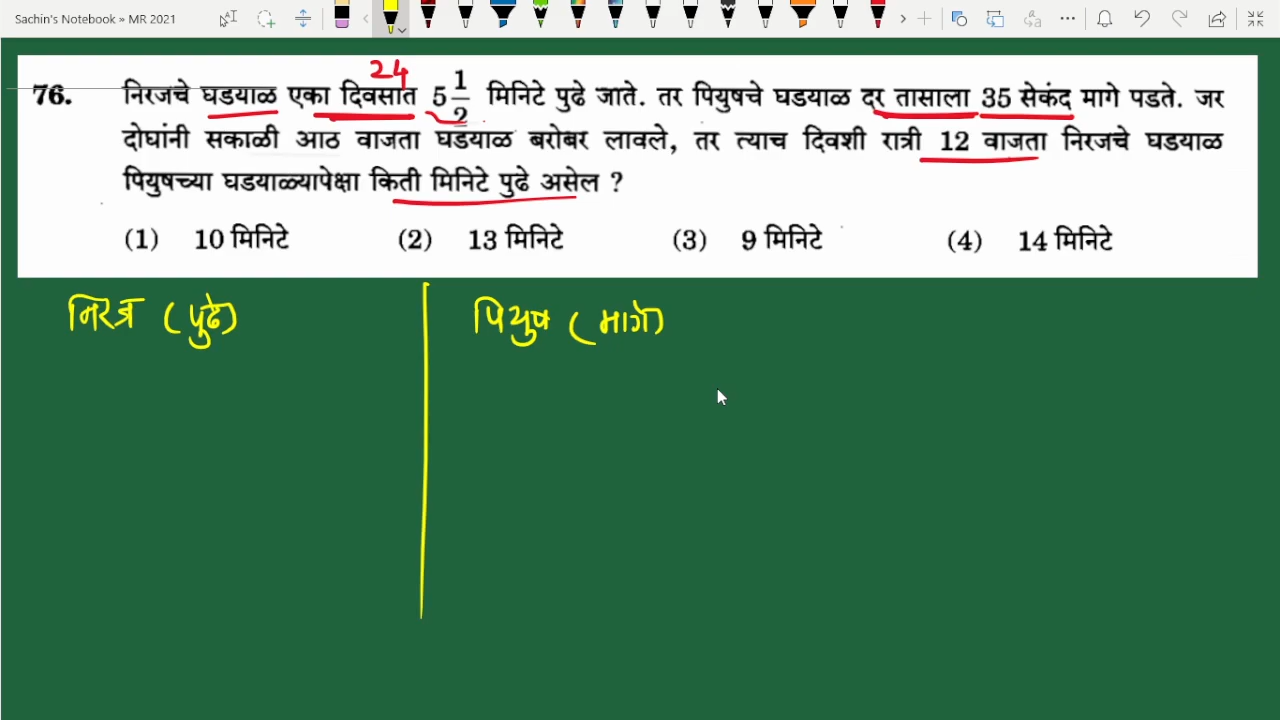 Sachin's Notebook » MR 2021
24
76. निरजचे घडयाळ एका दिवसात 5 1/2 मिनिटे पुढे जाते. तर पियुषचे घडयाळ दर तासाला 35 सेकंद मागे पडते. जर
दोघांनी सकाळी आठ वाजता घडयाळ बरोबर लावले, तर त्याच दिवशी रात्री 12 वाजता निरजचे घडयाळ
पियुषच्या घडयाळ्यापेक्षा किती मिनिटे पुढे असेल ?
(1) 10 मिनिटे (2) 13 मिनिटे (3) 9 मिनिटे (4) 14 मिनिटे
निरज (पुढे) पियुष (मागे)